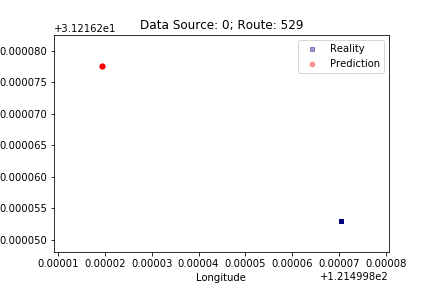 Data Source: 0; Route: 529
+3.12162e1
Reality
Prediction
0.000080
0.000075
0.000070
0.000065
0.000060
0.000055
0.000050
0.00001 0.00002 0.00003 0.00004 0.00005 0.00006 0.00007 0.00008
Longitude
+1.214998e2